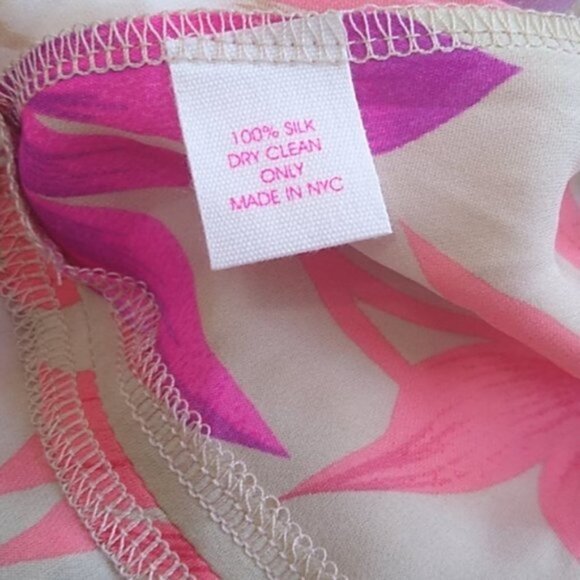 100% SILK
DRY CLEAN
ONLY
MADE IN NYC